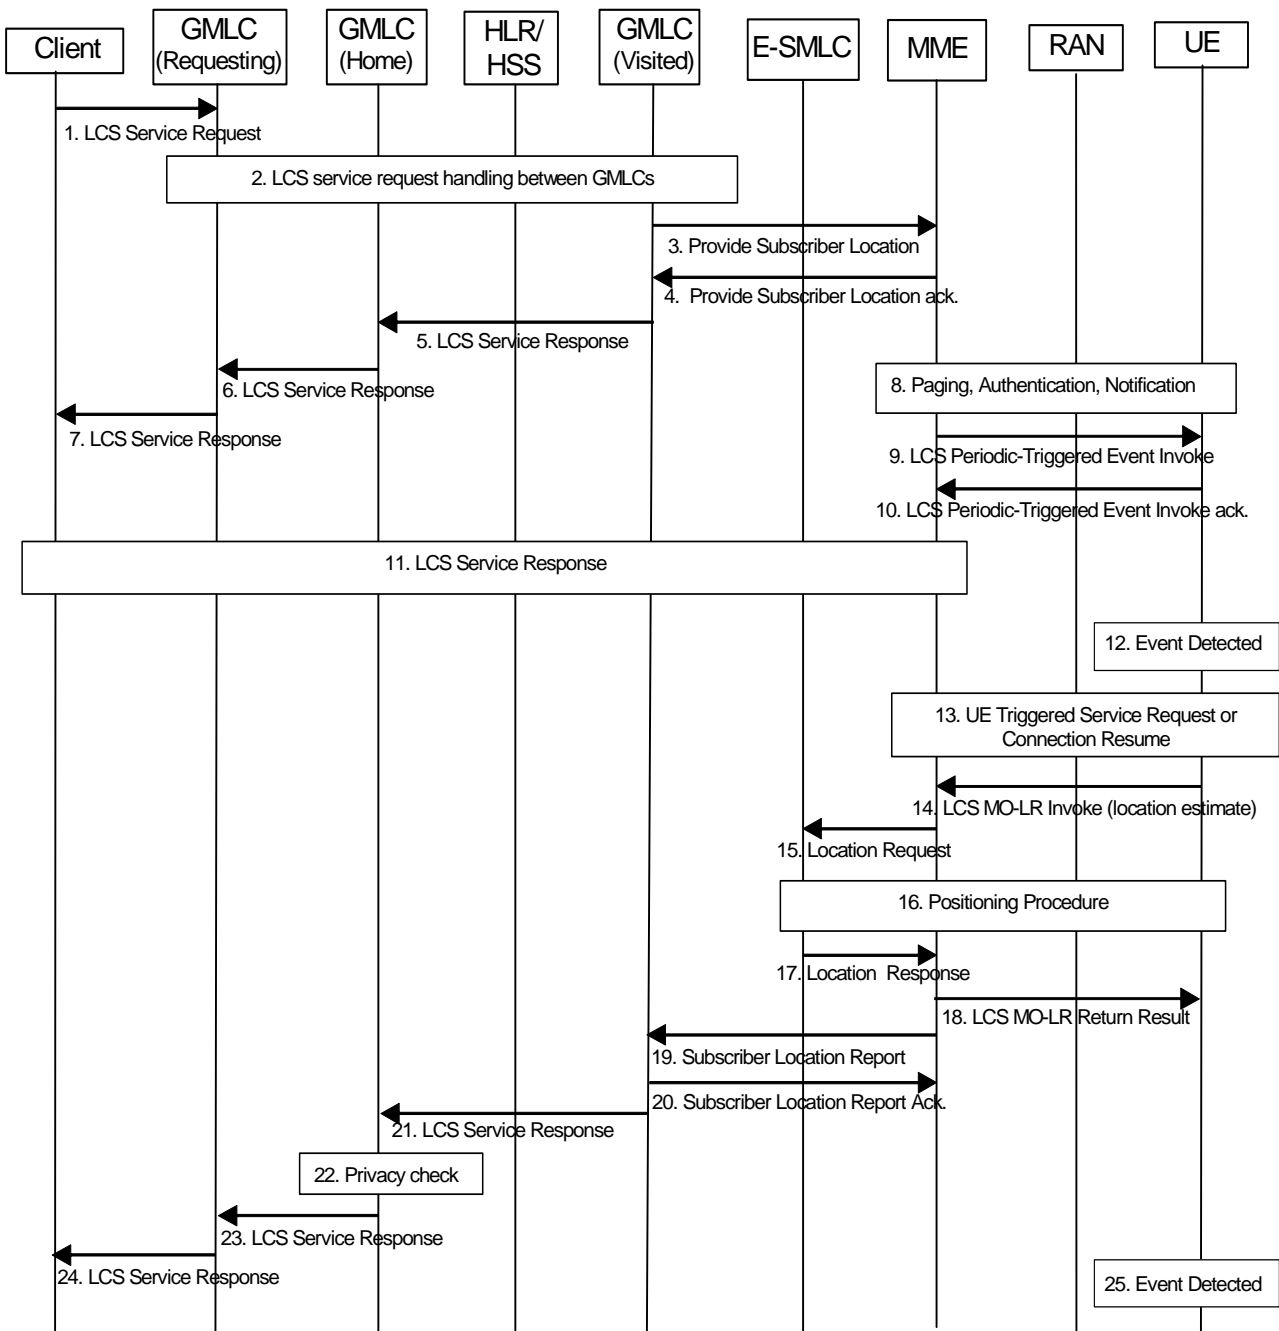 Client
GMLC
(Requesting)
GMLC
(Home)
HLR/
HSS
GMLC
(Visited)
E-SMLC
MME
RAN
UE
1. LCS Service Request
2. LCS service request handling between GMLCs
3. Provide Subscriber Location
4. Provide Subscriber Location ack.
5. LCS Service Response
6. LCS Service Response
7. LCS Service Response
8. Paging, Authentication, Notification
9. LCS Periodic-Triggered Event Invoke
10. LCS Periodic-Triggered Event Invoke ack.
11. LCS Service Response
12. Event Detected
13. UE Triggered Service Request or
Connection Resume
14. LCS MO-LR Invoke (location estimate)
15. Location Request
16. Positioning Procedure
17. Location Response
18. LCS MO-LR Return Result
19. Subscriber Location Report
20. Subscriber Location Report Ack.
21. LCS Service Response
22. Privacy check
23. LCS Service Response
24. LCS Service Response
25. Event Detected